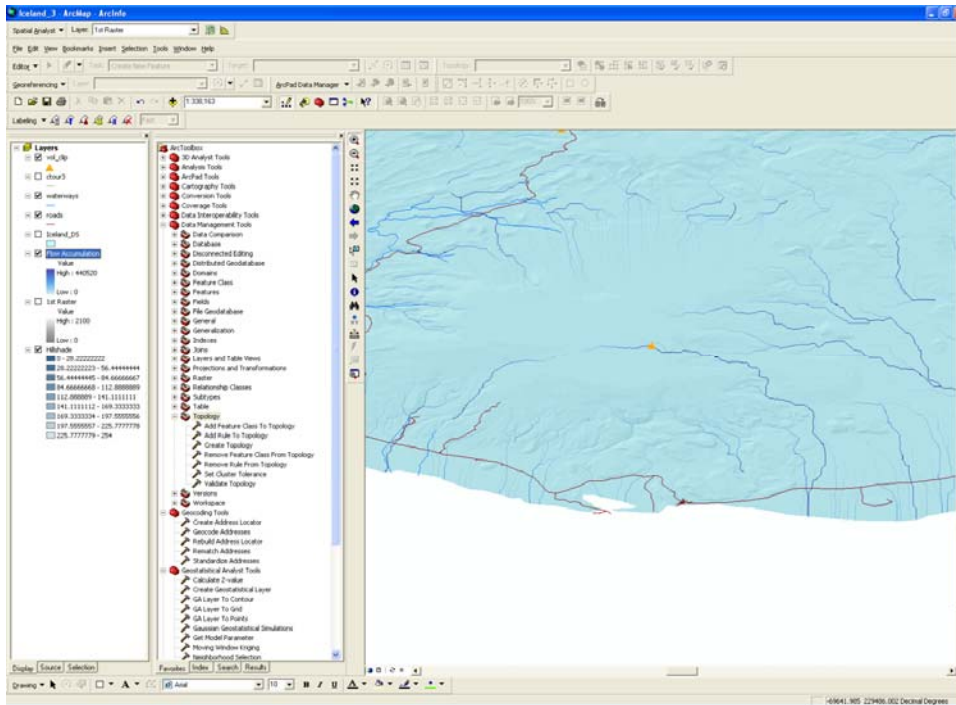 Iceland_3 - ArcMap - ArcInfo
Spatial Analyst Layer: 1st Raster
File Edit View Bookmarks Insert Selection Tools Window Help
Editor Task: Create New Feature Target: Topology:
Georeferencing Layer: ArcPad Data Manager
1:338,163
Labeling Fast
Layers
vol_clip
ctour3
waterways
roads
Iceland_DS
Flow Accumulation
Value
High : 440520
Low : 0
1st Raster
Value
High : 2100
Low : 0
Hillshade
0 - 28.22222222
28.22222223 - 56.44444444
56.44444445 - 84.66666667
84.66666668 - 112.8888889
112.888889 - 141.1111111
141.1111112 - 169.3333333
169.3333334 - 197.5555556
197.5555557 - 225.7777778
225.7777779 - 254
Display Source Selection
ArcToolbox
3D Analyst Tools
Analysis Tools
ArcPad Tools
Cartography Tools
Conversion Tools
Coverage Tools
Data Interoperability Tools
Data Management Tools
Data Comparison
Database
Disconnected Editing
Distributed Geodatabase
Domains
Feature Class
Features
Fields
File Geodatabase
General
Generalization
Indexes
Joins
Layers and Table Views
Projections and Transformations
Raster
Relationship Classes
Subtypes
Table
Topology
Add Feature Class To Topology
Add Rule To Topology
Create Topology
Remove Feature Class From Topology
Remove Rule From Topology
Set Cluster Tolerance
Validate Topology
Versions
Workspace
Geocoding Tools
Create Address Locator
Geocode Addresses
Rebuild Address Locator
Rematch Addresses
Standardize Addresses
Geostatistical Analyst Tools
Calculate Z-value
Create Geostatistical Layer
GA Layer To Contour
GA Layer To Grid
GA Layer To Points
Gaussian Geostatistical Simulations
Get Model Parameter
Moving Window Kriging
Neighborhood Selection
Favorites Index Search Results
Drawing A Arial 10 B I U A
-69641.985 229486.002 Decimal Degrees